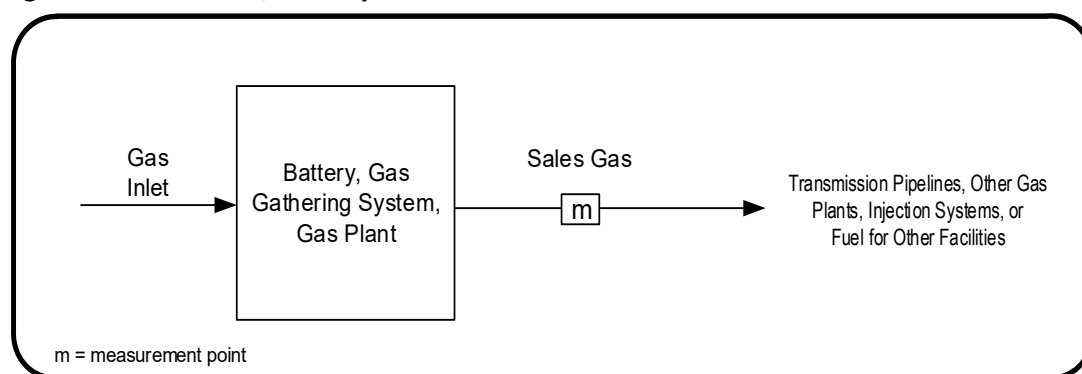 Gas
Inlet
Battery, Gas
Gathering System,
Gas Plant
Sales Gas
m
Transmission Pipelines, Other Gas
Plants, Injection Systems, or
Fuel for Other Facilities
m = measurement point